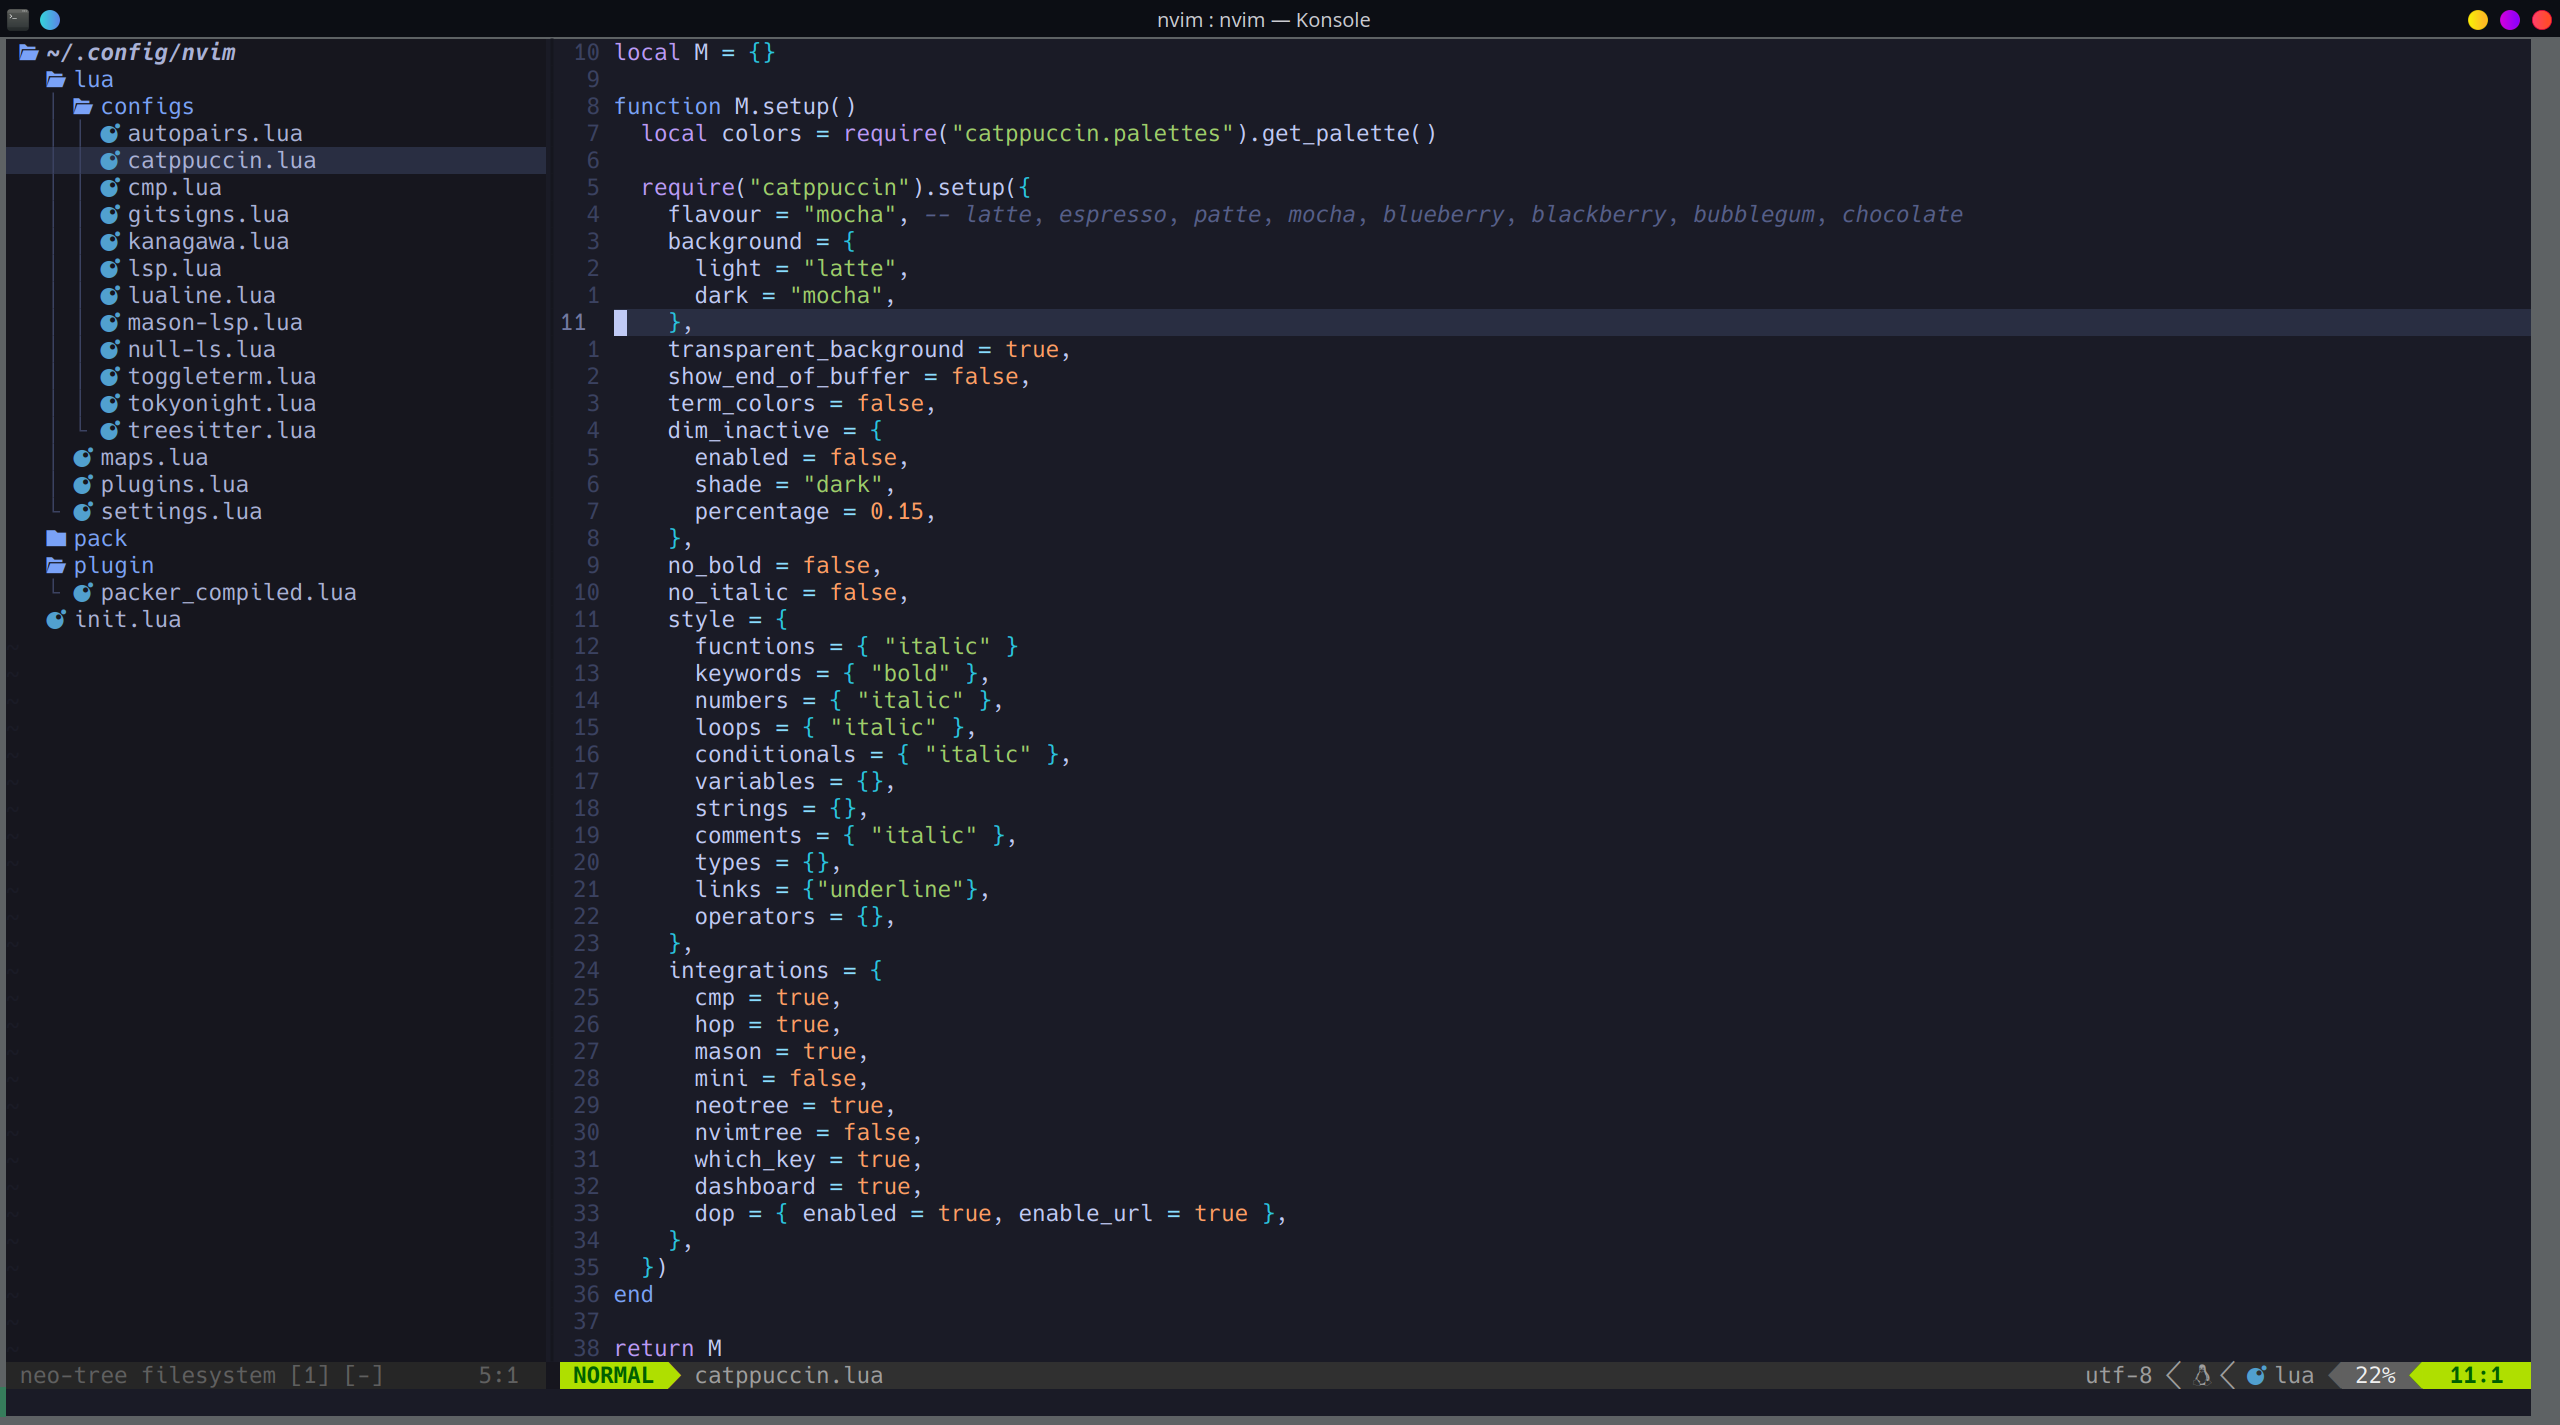 nvim : nvim — Konsole
~/.config/nvim
lua
configs
autopairs.lua
catppuccin.lua
cmp.lua
gitsigns.lua
kanagawa.lua
lsp.lua
lualine.lua
mason-lsp.lua
null-ls.lua
toggleterm.lua
tokyonight.lua
treesitter.lua
maps.lua
plugins.lua
settings.lua
pack
plugin
packer_compiled.lua
init.lua
neo-tree filesystem [1] [-] 5:1
10 local M = {}
9
8 function M.setup()
7   local colors = require("catppuccin.palettes").get_palette()
6
5   require("catppuccin").setup({
4     flavour = "mocha", -- latte, espresso, patte, mocha, blueberry, blackberry, bubblegum, chocolate
3     background = {
2       light = "latte",
1       dark = "mocha",
11     },
1     transparent_background = true,
2     show_end_of_buffer = false,
3     term_colors = false,
4     dim_inactive = {
5       enabled = false,
6       shade = "dark",
7       percentage = 0.15,
8     },
9     no_bold = false,
10     no_italic = false,
11     style = {
12       fucntions = { "italic" }
13       keywords = { "bold" },
14       numbers = { "italic" },
15       loops = { "italic" },
16       conditionals = { "italic" },
17       variables = {},
18       strings = {},
19       comments = { "italic" },
20       types = {},
21       links = {"underline"},
22       operators = {},
23     },
24     integrations = {
25       cmp = true,
26       hop = true,
27       mason = true,
28       mini = false,
29       neotree = true,
30       nvimtree = false,
31       which_key = true,
32       dashboard = true,
33       dop = { enabled = true, enable_url = true },
34     },
35   })
36 end
37
38 return M
NORMAL catppuccin.lua utf-8 lua 22% 11:1